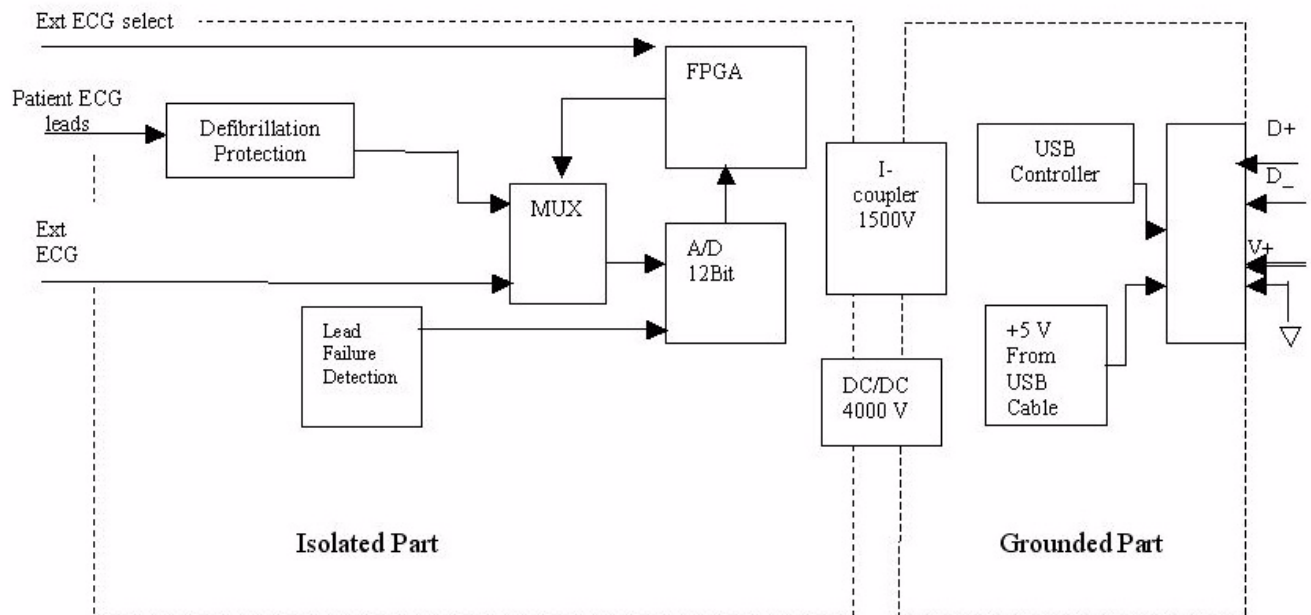 Ext ECG select
FPGA
Patient ECG
leads
Defibrillation
Protection
MUX
A/D
12Bit
Ext
ECG
Lead
Failure
Detection
I-
coupler
1500V
DC/DC
4000 V
USB
Controller
D+
D_
V+
+5 V
From
USB
Cable
Isolated Part
Grounded Part